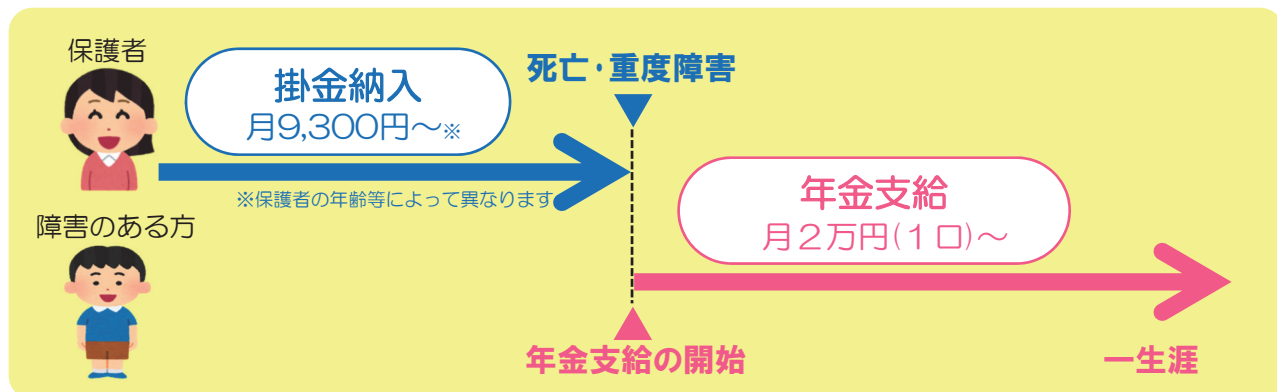 保護者
掛金納入
月9,300円～※
※保護者の年齢等によって異なります
死亡・重度障害
年金支給
月２万円(１口)～
障害のある方
年金支給の開始
一生涯